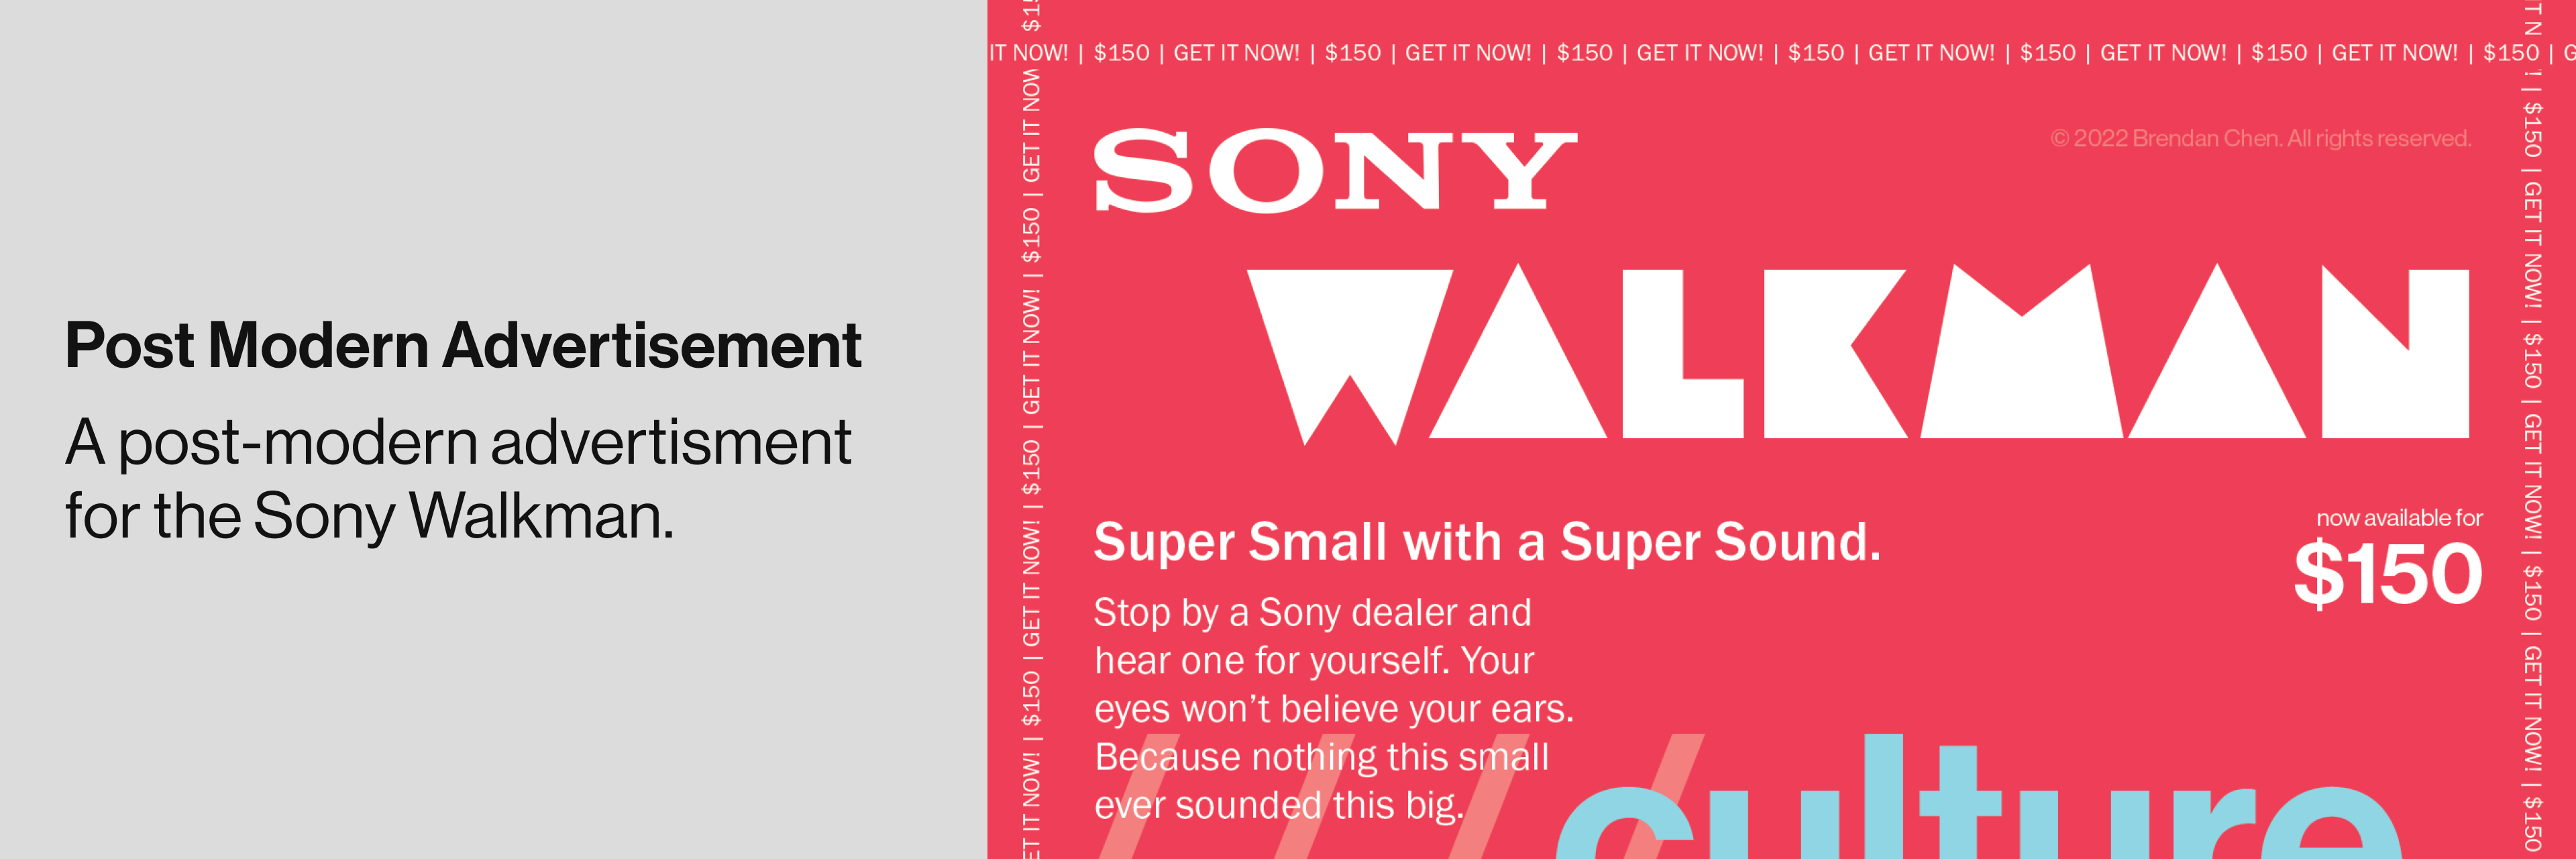 Post Modern Advertisement
A post-modern advertisment
for the Sony Walkman.
IT NOW! | $150 | GET IT NOW! | $150 | GET IT NOW! | $150 | GET IT NOW! | $150 | GET IT NOW! | $150 | GET IT NOW! | $150 | GET IT NOW! | $150 | G
GET IT NOW! | $150 | GET IT NOW! | $150 | GET IT NOW! | $150 | GET IT NOW $15
SONY
© 2022 Brendan Chen. All rights reserved.
WALKMAN
Super Small with a Super Sound.
Stop by a Sony dealer and
hear one for yourself. Your
eyes won’t believe your ears.
Because nothing this small
ever sounded this big.
now available for
$150
////culture
IT N ! | $150 | GET IT NOW! | $150 | GET IT NOW! | $150 | GET IT NOW! | $150